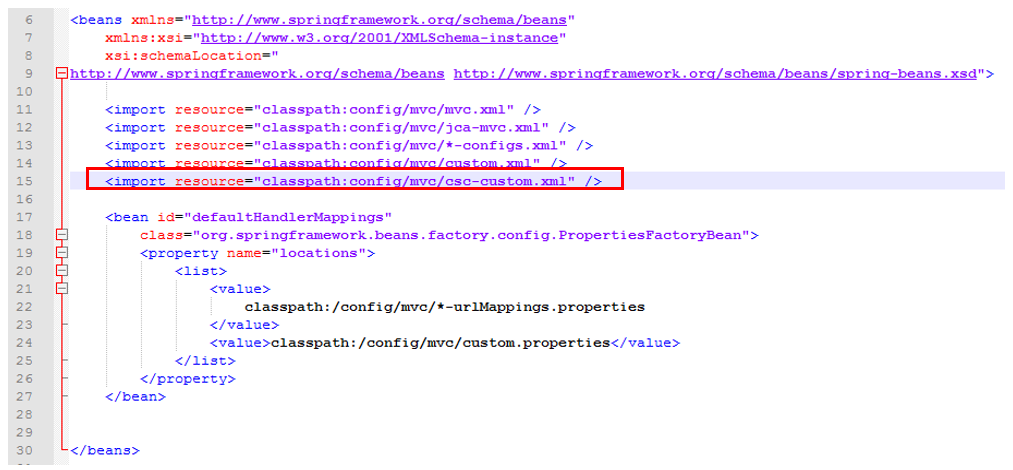 6 <beans xmlns="http://www.springframework.org/schema/beans"
7 xmlns:xsi="http://www.w3.org/2001/XMLSchema-instance"
8 xsi:schemaLocation="
9 http://www.springframework.org/schema/beans http://www.springframework.org/schema/beans/spring-beans.xsd">
10
11 <import resource="classpath:config/mvc/mvc.xml" />
12 <import resource="classpath:config/mvc/jca-mvc.xml" />
13 <import resource="classpath:config/mvc/*-configs.xml" />
14 <import resource="classpath:config/mvc/custom.xml" />
15 <import resource="classpath:config/mvc/csc-custom.xml" />
16
17 <bean id="defaultHandlerMappings"
18 class="org.springframework.beans.factory.config.PropertiesFactoryBean">
19 <property name="locations">
20 <list>
21 <value>
22 classpath:/config/mvc/*-urlMappings.properties
23 </value>
24 <value>classpath:/config/mvc/custom.properties</value>
25 </list>
26 </property>
27 </bean>
28
29
30 </beans>